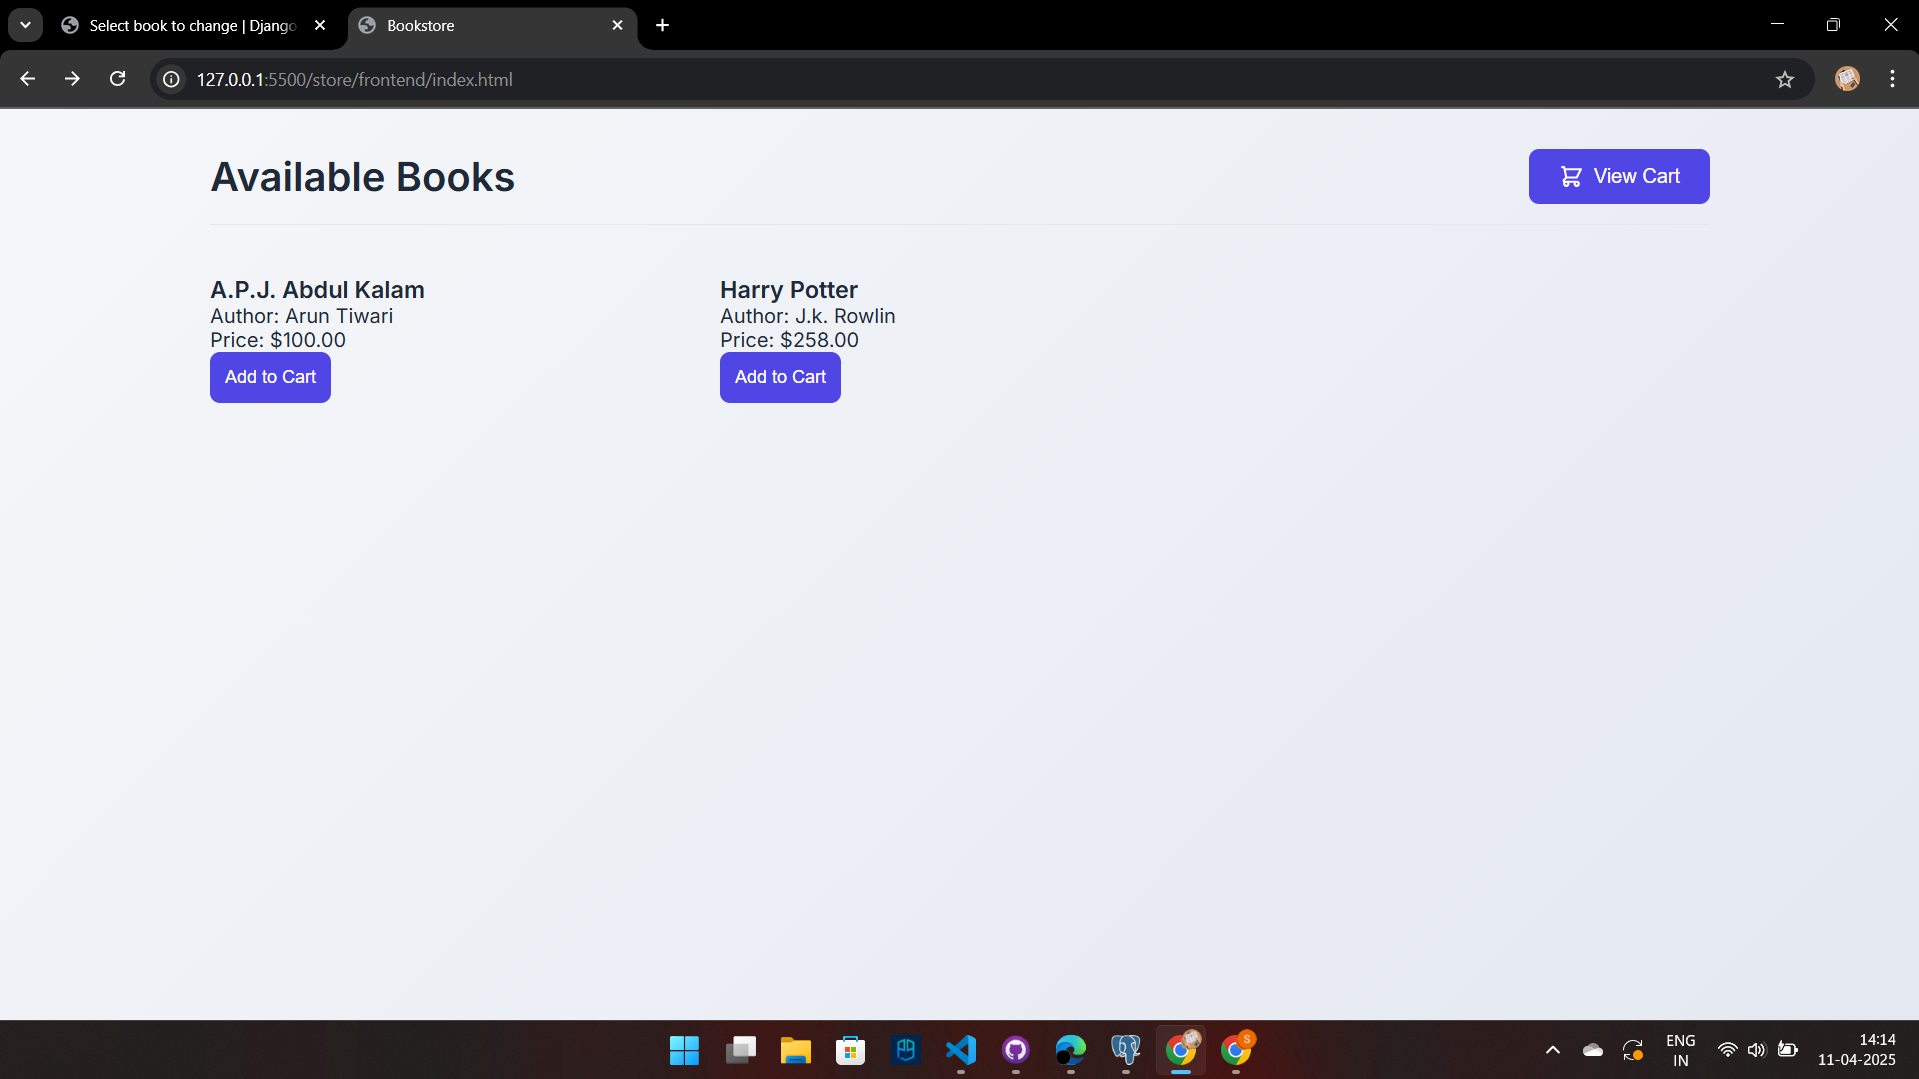 Select book to change | Django
Bookstore
127.0.0.1:5500/store/frontend/index.html
Available Books
View Cart
A.P.J. Abdul Kalam
Author: Arun Tiwari
Price: $100.00
Add to Cart
Harry Potter
Author: J.k. Rowlin
Price: $258.00
Add to Cart
S
ENG
IN
14:14
11-04-2025